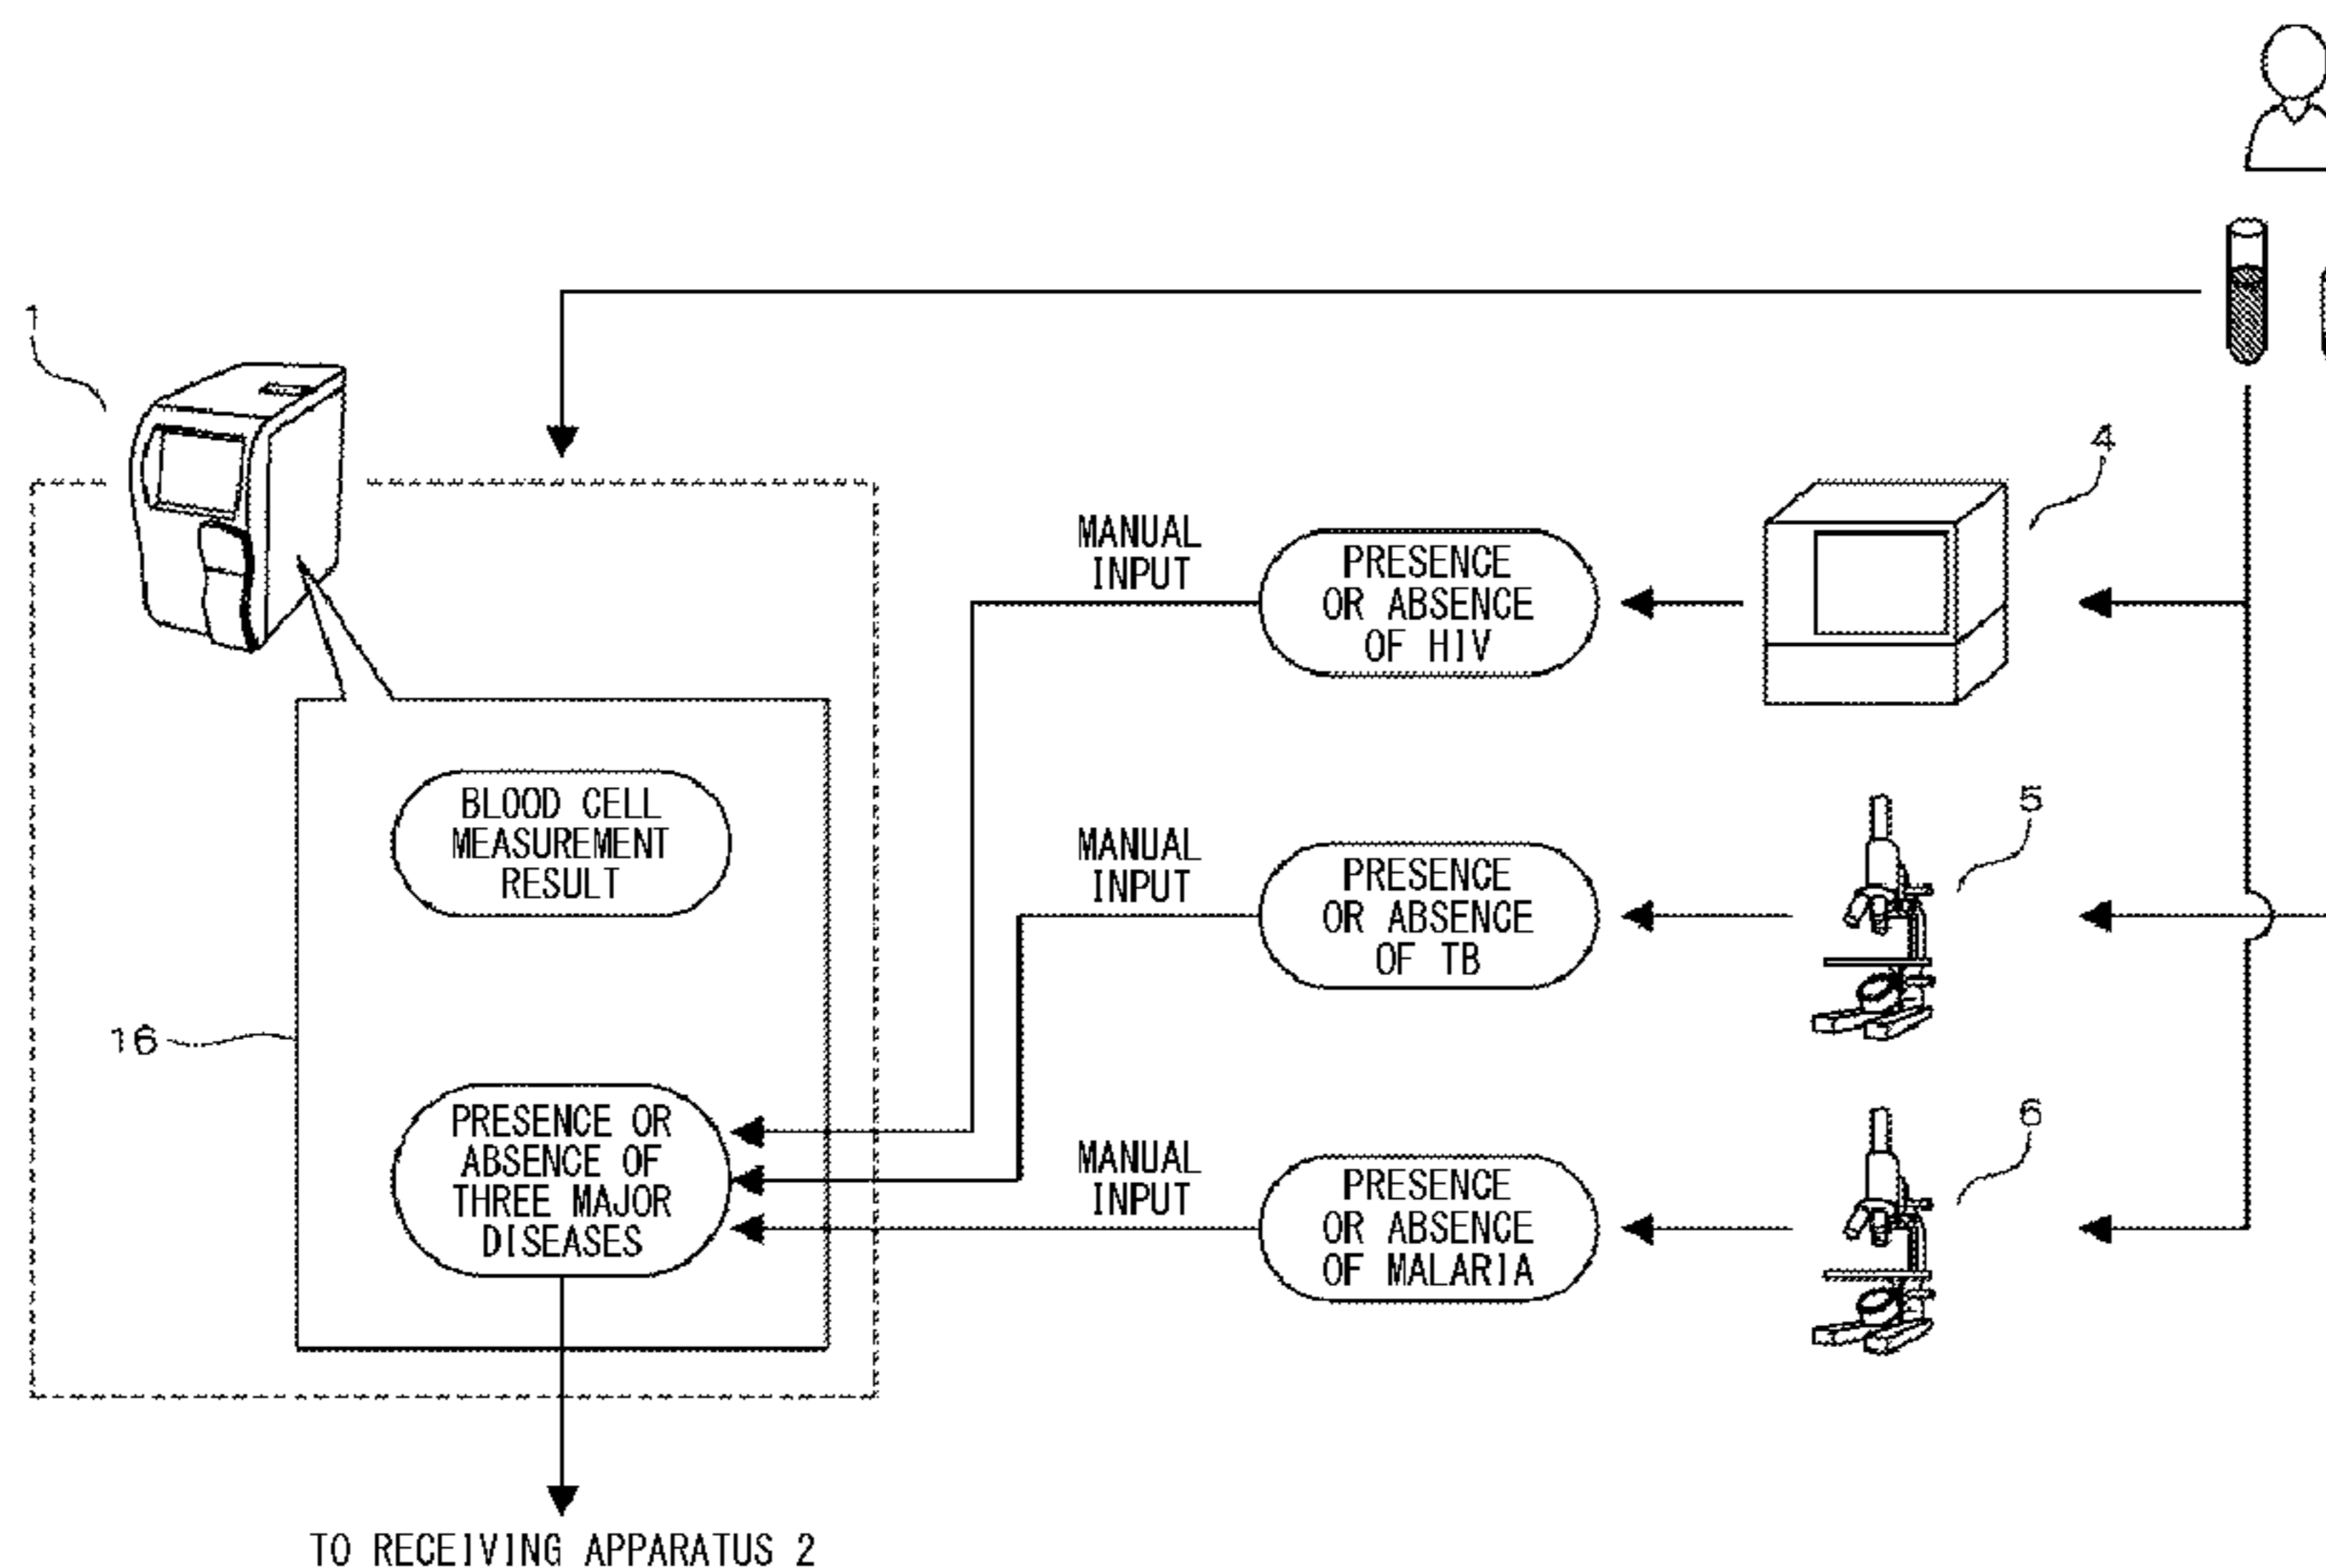 1
4
MANUAL
INPUT
PRESENCE
OR ABSENCE
OF HIV
BLOOD CELL
MEASUREMENT
RESULT
MANUAL
INPUT
PRESENCE
OR ABSENCE
OF TB
5
16
PRESENCE OR
ABSENCE OF
THREE MAJOR
DISEASES
MANUAL
INPUT
PRESENCE
OR ABSENCE
OF MALARIA
6
TO RECEIVING APPARATUS 2